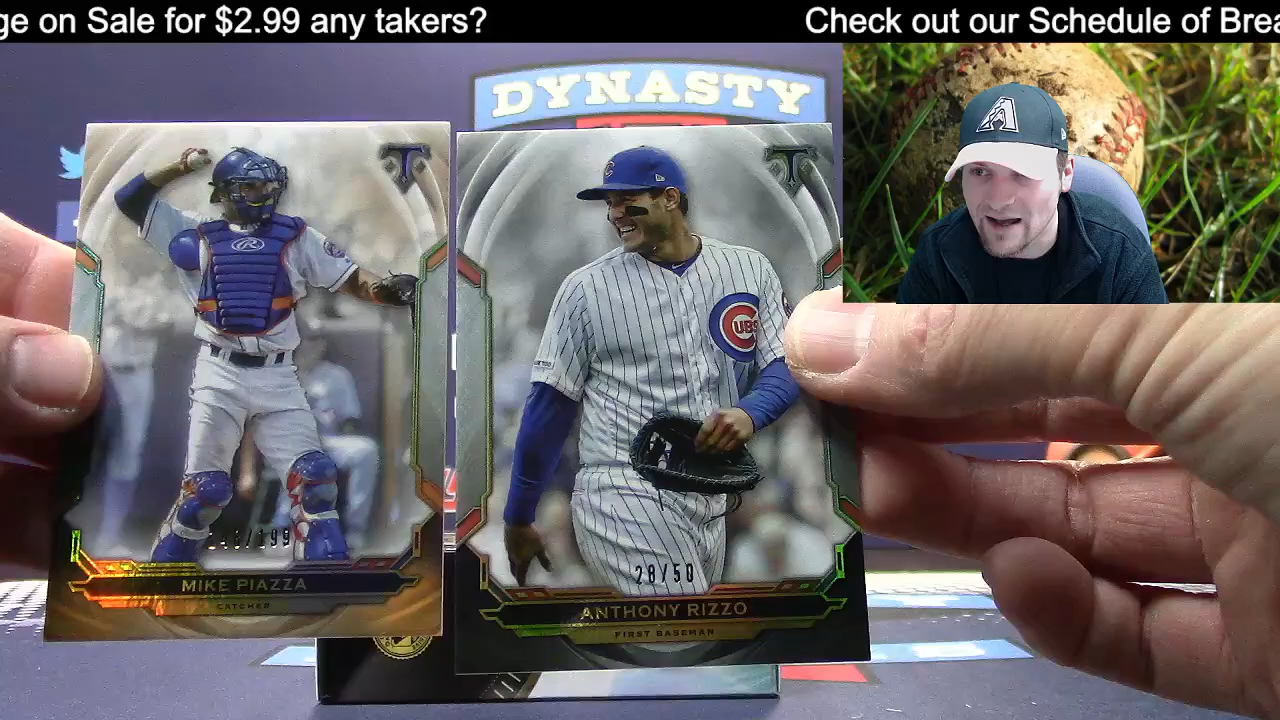 ge on Sale for $2.99 any takers?
Check out our Schedule of Brea
DYNASTY
CUBS
28/50
MIKE PIAZZA
CATCHER
ANTHONY RIZZO
FIRST BASEMAN